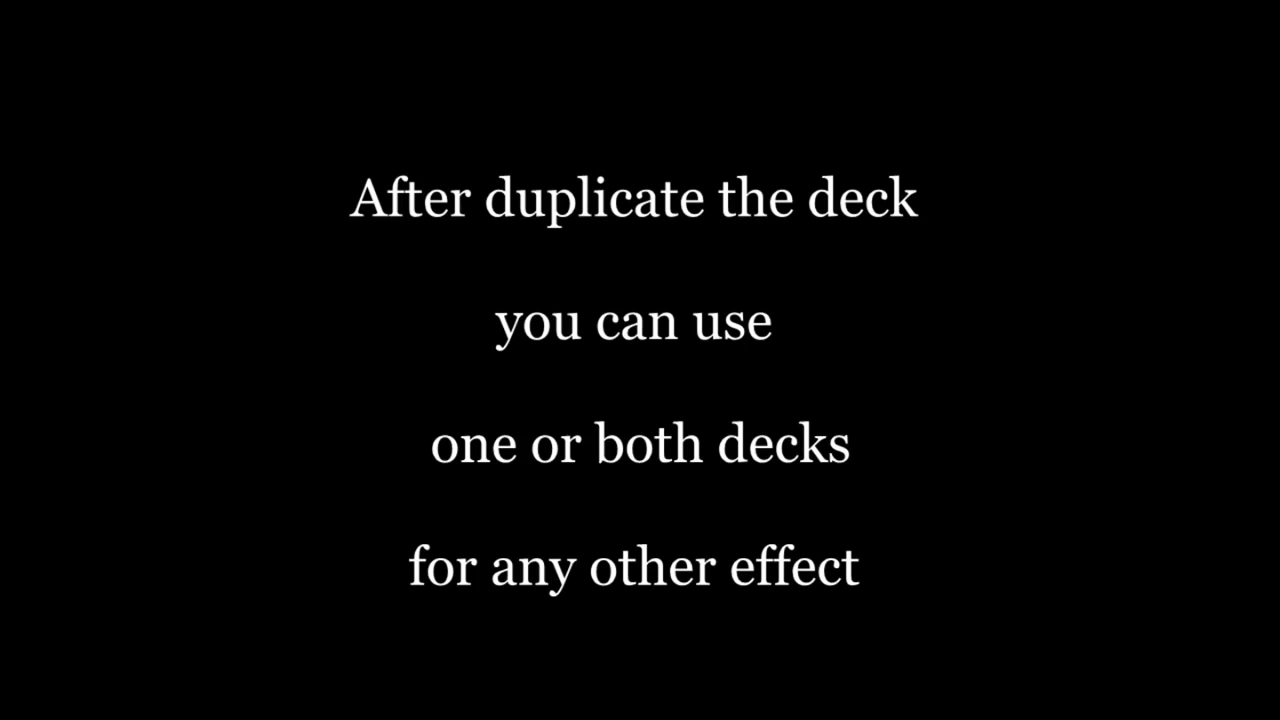 After duplicate the deck
you can use
one or both decks
for any other effect